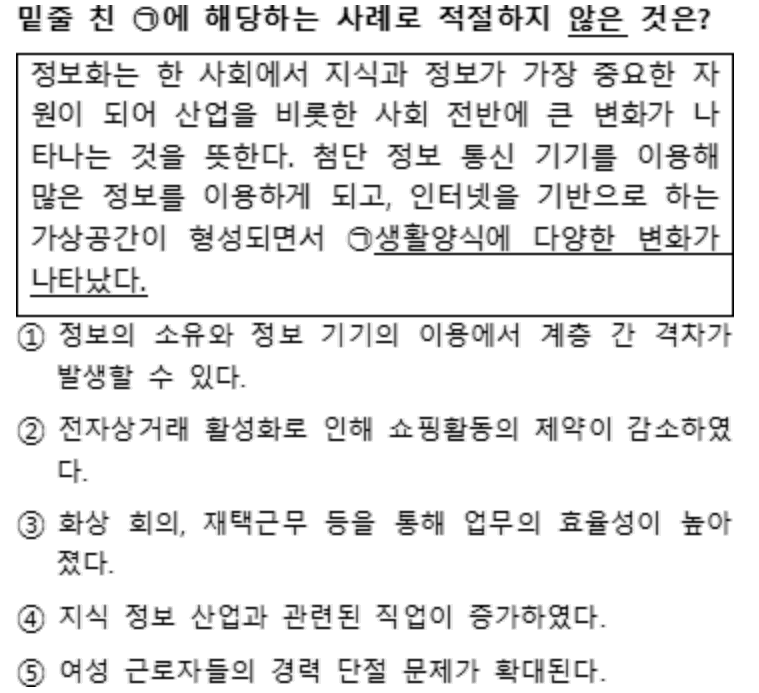 밑줄 친 ㉠에 해당하는 사례로 적절하지 않은 것은?
정보화는 한 사회에서 지식과 정보가 가장 중요한 자
원이 되어 산업을 비롯한 사회 전반에 큰 변화가 나
타나는 것을 뜻한다. 첨단 정보 통신 기기를 이용해
많은 정보를 이용하게 되고, 인터넷을 기반으로 하는
가상공간이 형성되면서 ㉠생활양식에 다양한 변화가
나타났다.
① 정보의 소유와 정보 기기의 이용에서 계층 간 격차가
발생할 수 있다.
② 전자상거래 활성화로 인해 쇼핑활동의 제약이 감소하였
다.
③ 화상 회의, 재택근무 등을 통해 업무의 효율성이 높아
졌다.
④ 지식 정보 산업과 관련된 직업이 증가하였다.
⑤ 여성 근로자들의 경력 단절 문제가 확대된다.